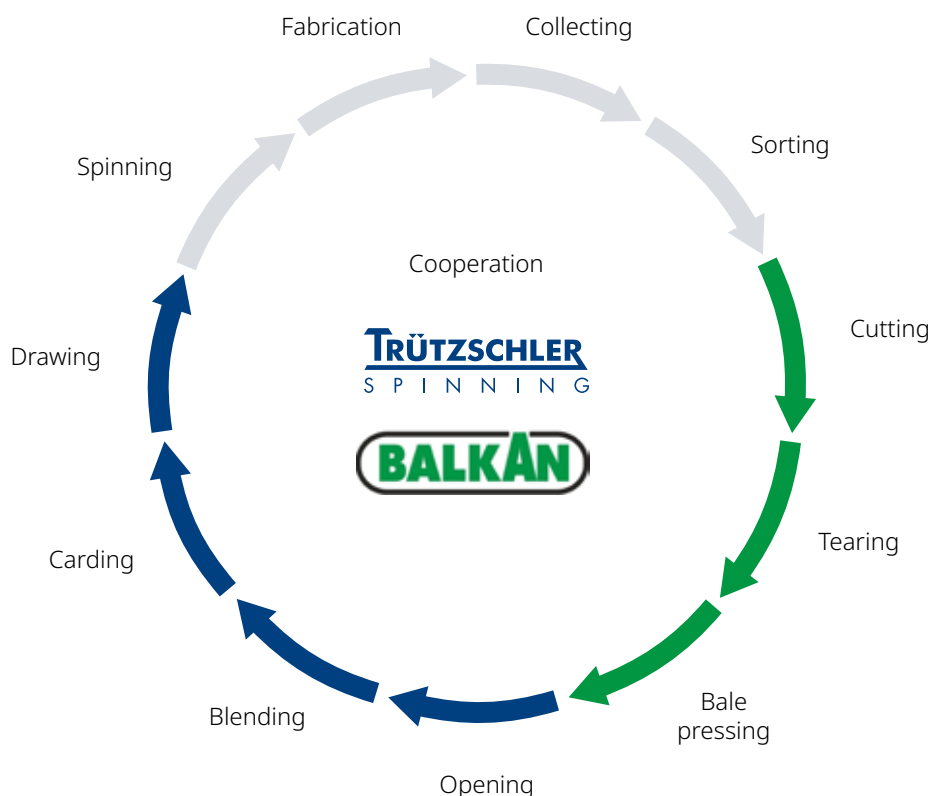 Fabrication
Collecting
Sorting
Cutting
Tearing
Bale
pressing
Opening
Blending
Carding
Drawing
Spinning
Cooperation
TRÜTZSCHLER
SPINNING
BALKAN